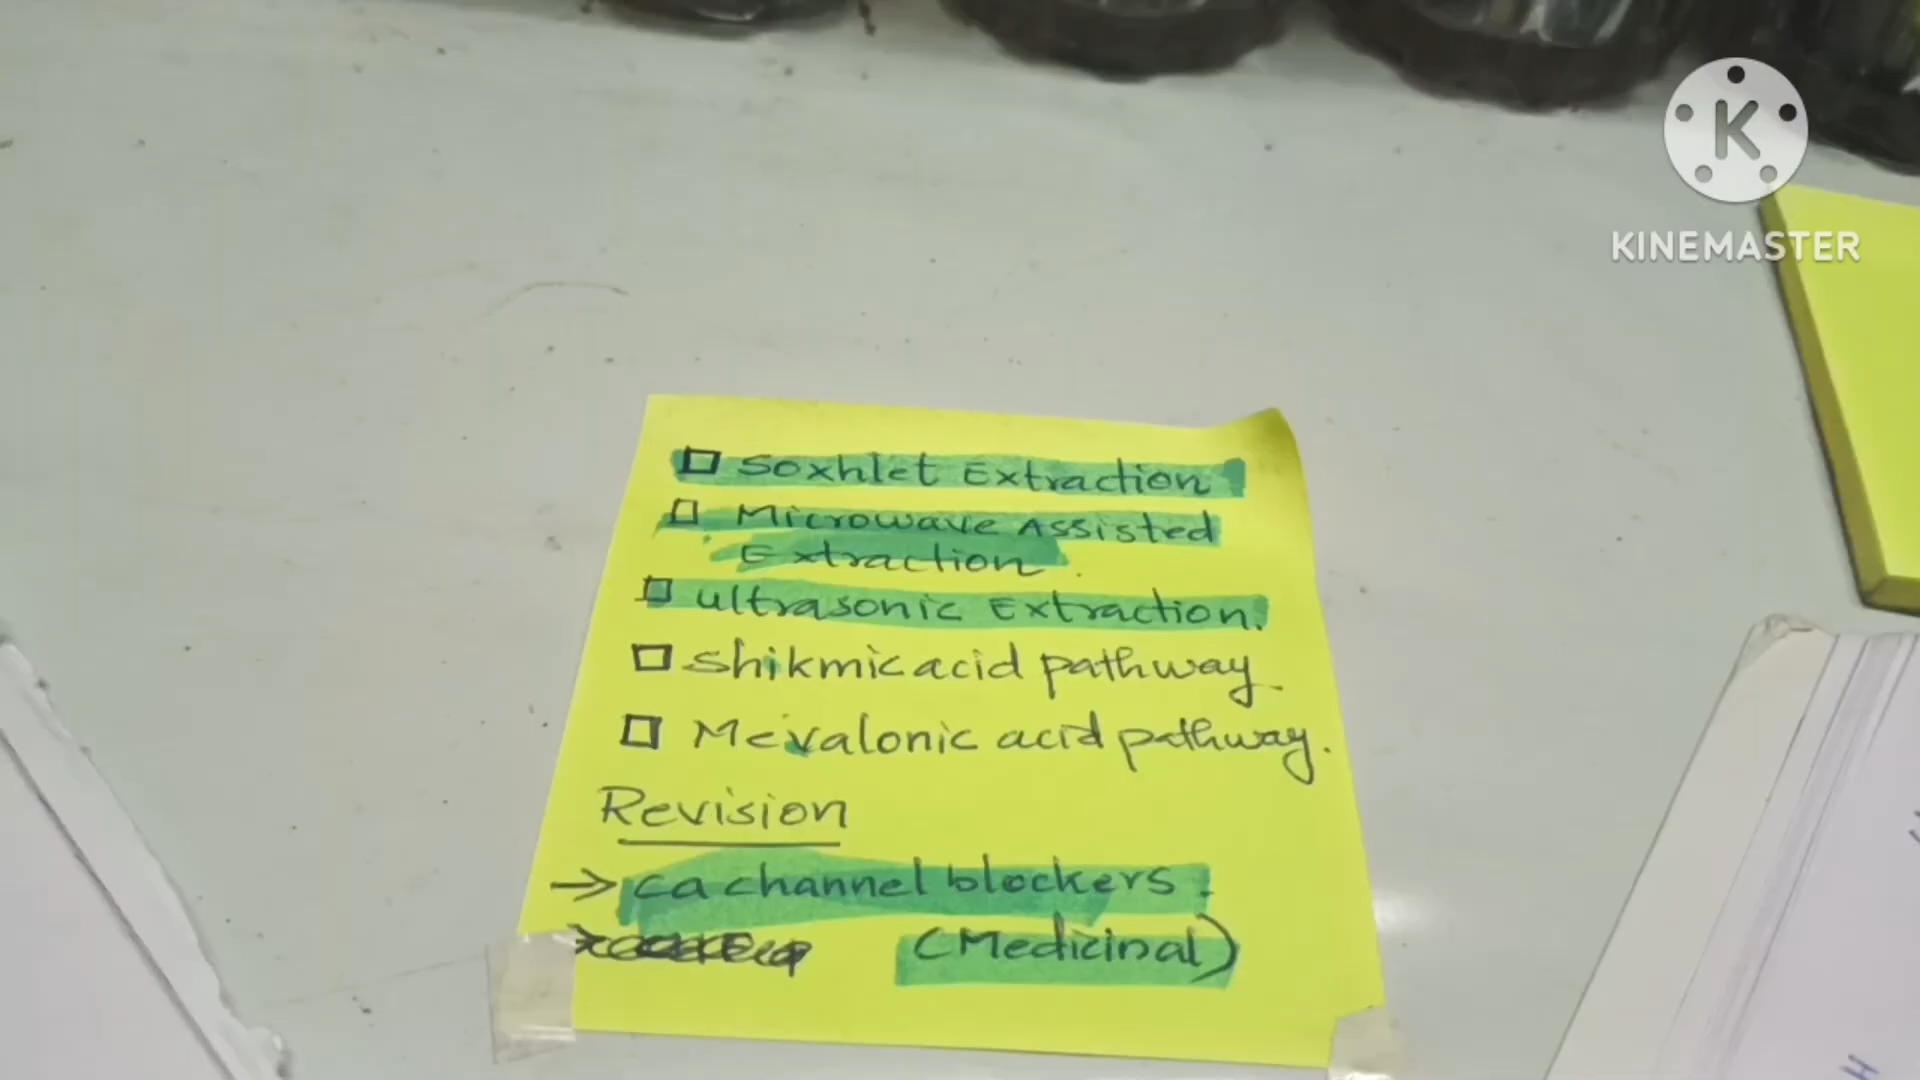 K
KINEMASTER
Soxhlet Extraction
Microwave Assisted
Extraction.
ultrasonic Extraction.
Shikmic acid pathway
Mevalonic acid pathway.
Revision
→ ca channel blockers.
(Medicinal)